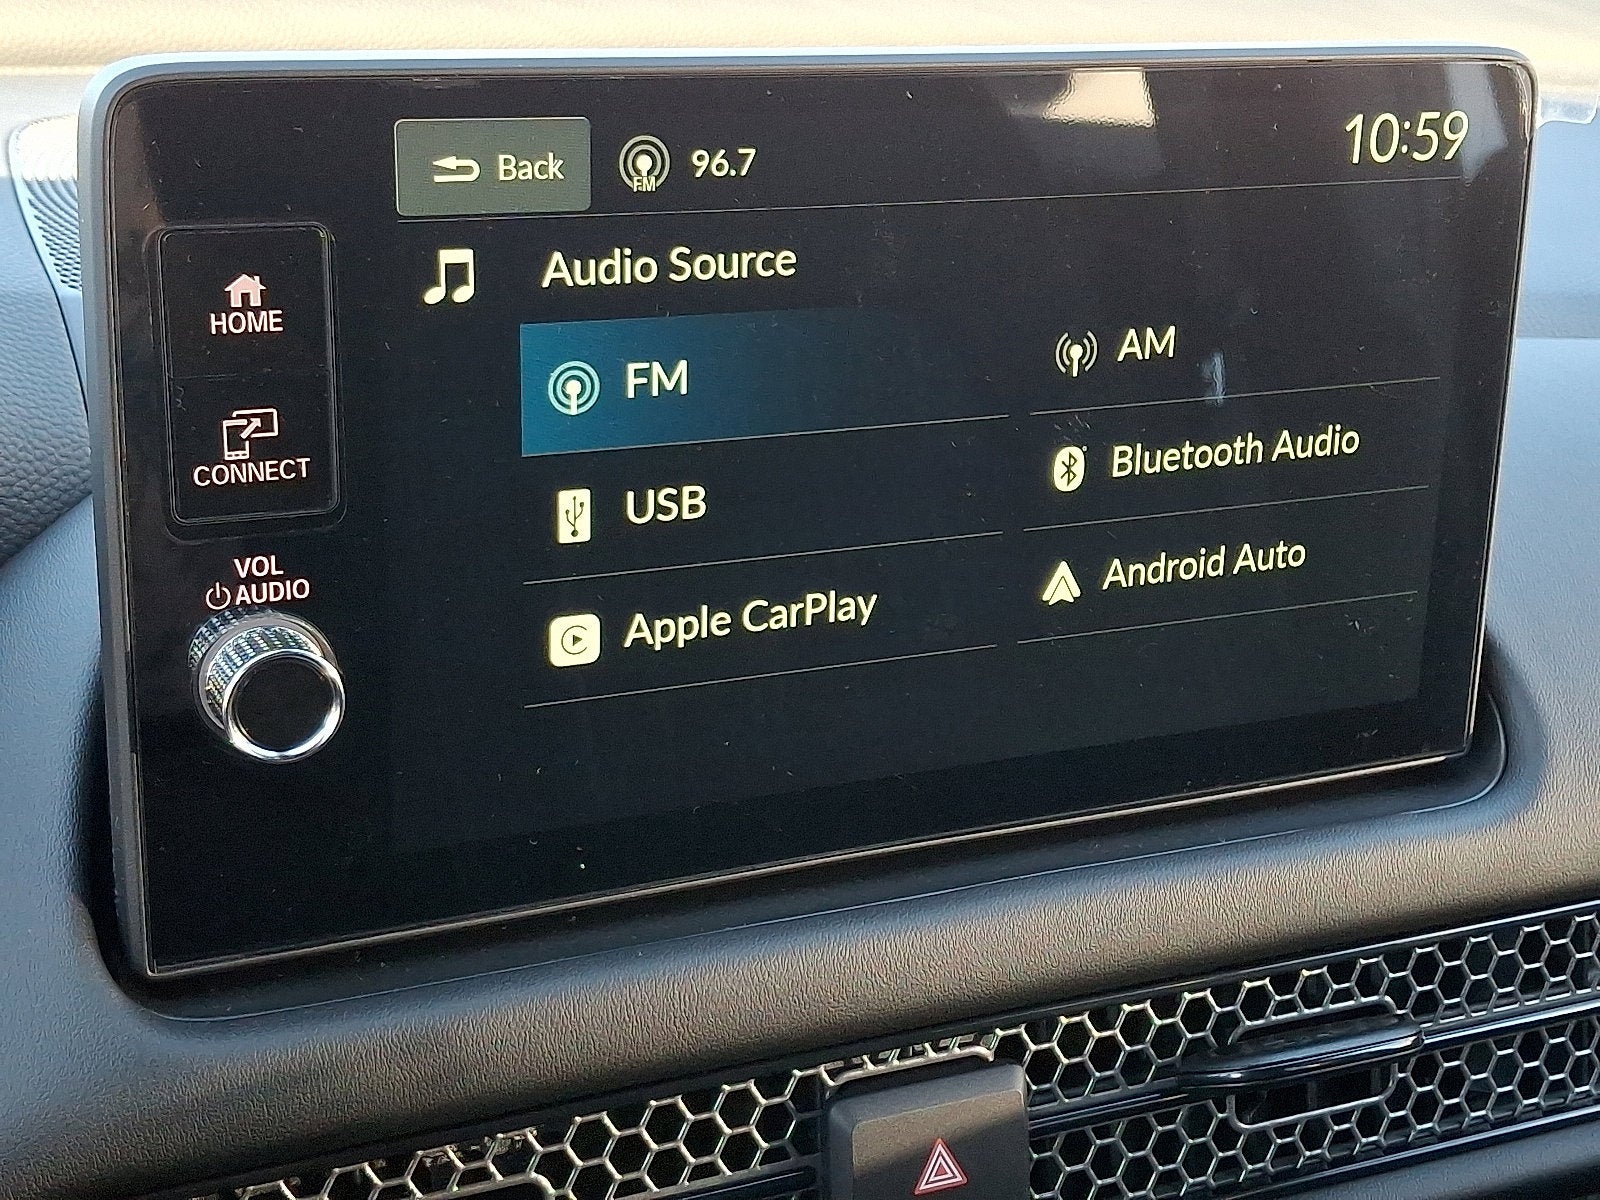 Back
FM 96.7
10:59
Audio Source
FM
AM
USB
Bluetooth Audio
Apple CarPlay
Android Auto
HOME
CONNECT
VOL
AUDIO